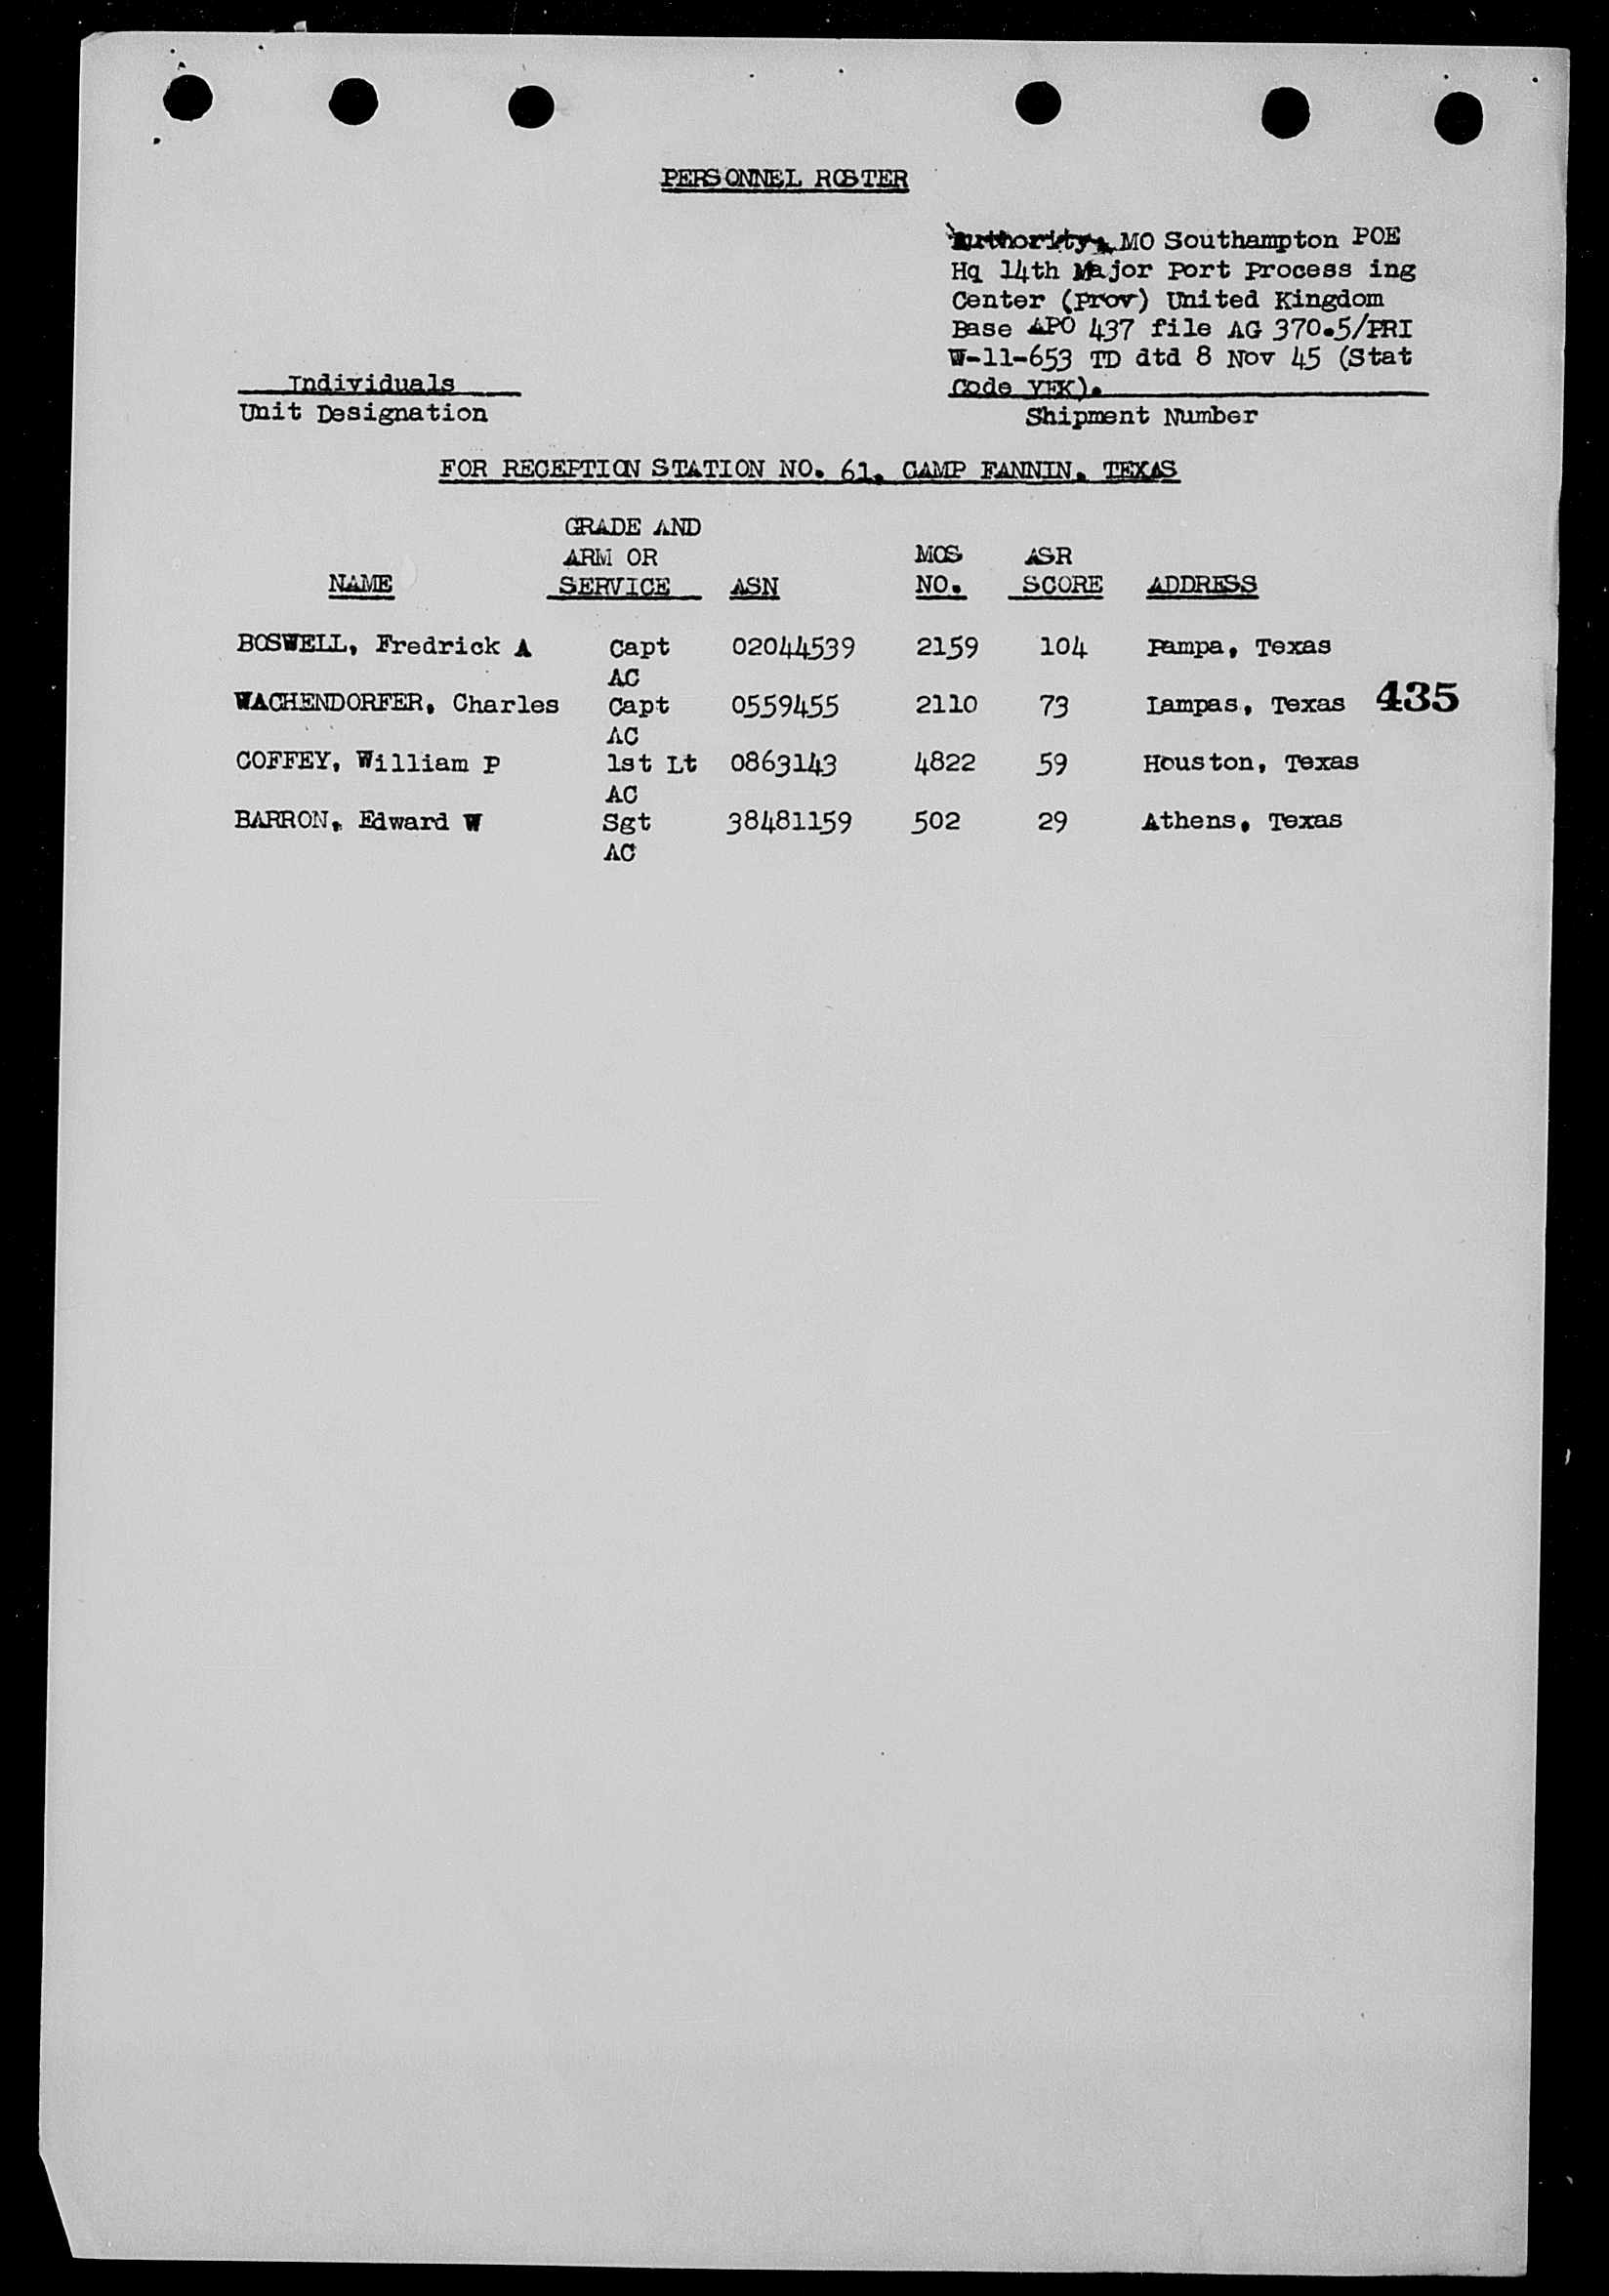 PERSONNEL ROSTER
Authority, MO Southampton POE
Hq 14th Major Port Process ing
Center (Prov) United Kingdom
Base APO 437 file AG 370.5/PRI
W-11-653 TD dtd 8 Nov 45 (Stat
Code YEK).
Individuals
Unit Designation
Shipment Number
FOR RECEPTION STATION NO. 61, CAMP FANNIN, TEXAS
GRADE AND
ARM OR MOS ASR
NAME SERVICE ASN NO. SCORE ADDRESS
BOSWELL, Fredrick A Capt 02044539 2159 104 Pampa, Texas
AC
WACHENDORFER, Charles Capt 0559455 2110 73 Lampas, Texas 435
AC
COFFEY, William P 1st Lt 0863143 4822 59 Houston, Texas
AC
BARRON, Edward W Sgt 38481159 502 29 Athens, Texas
AC